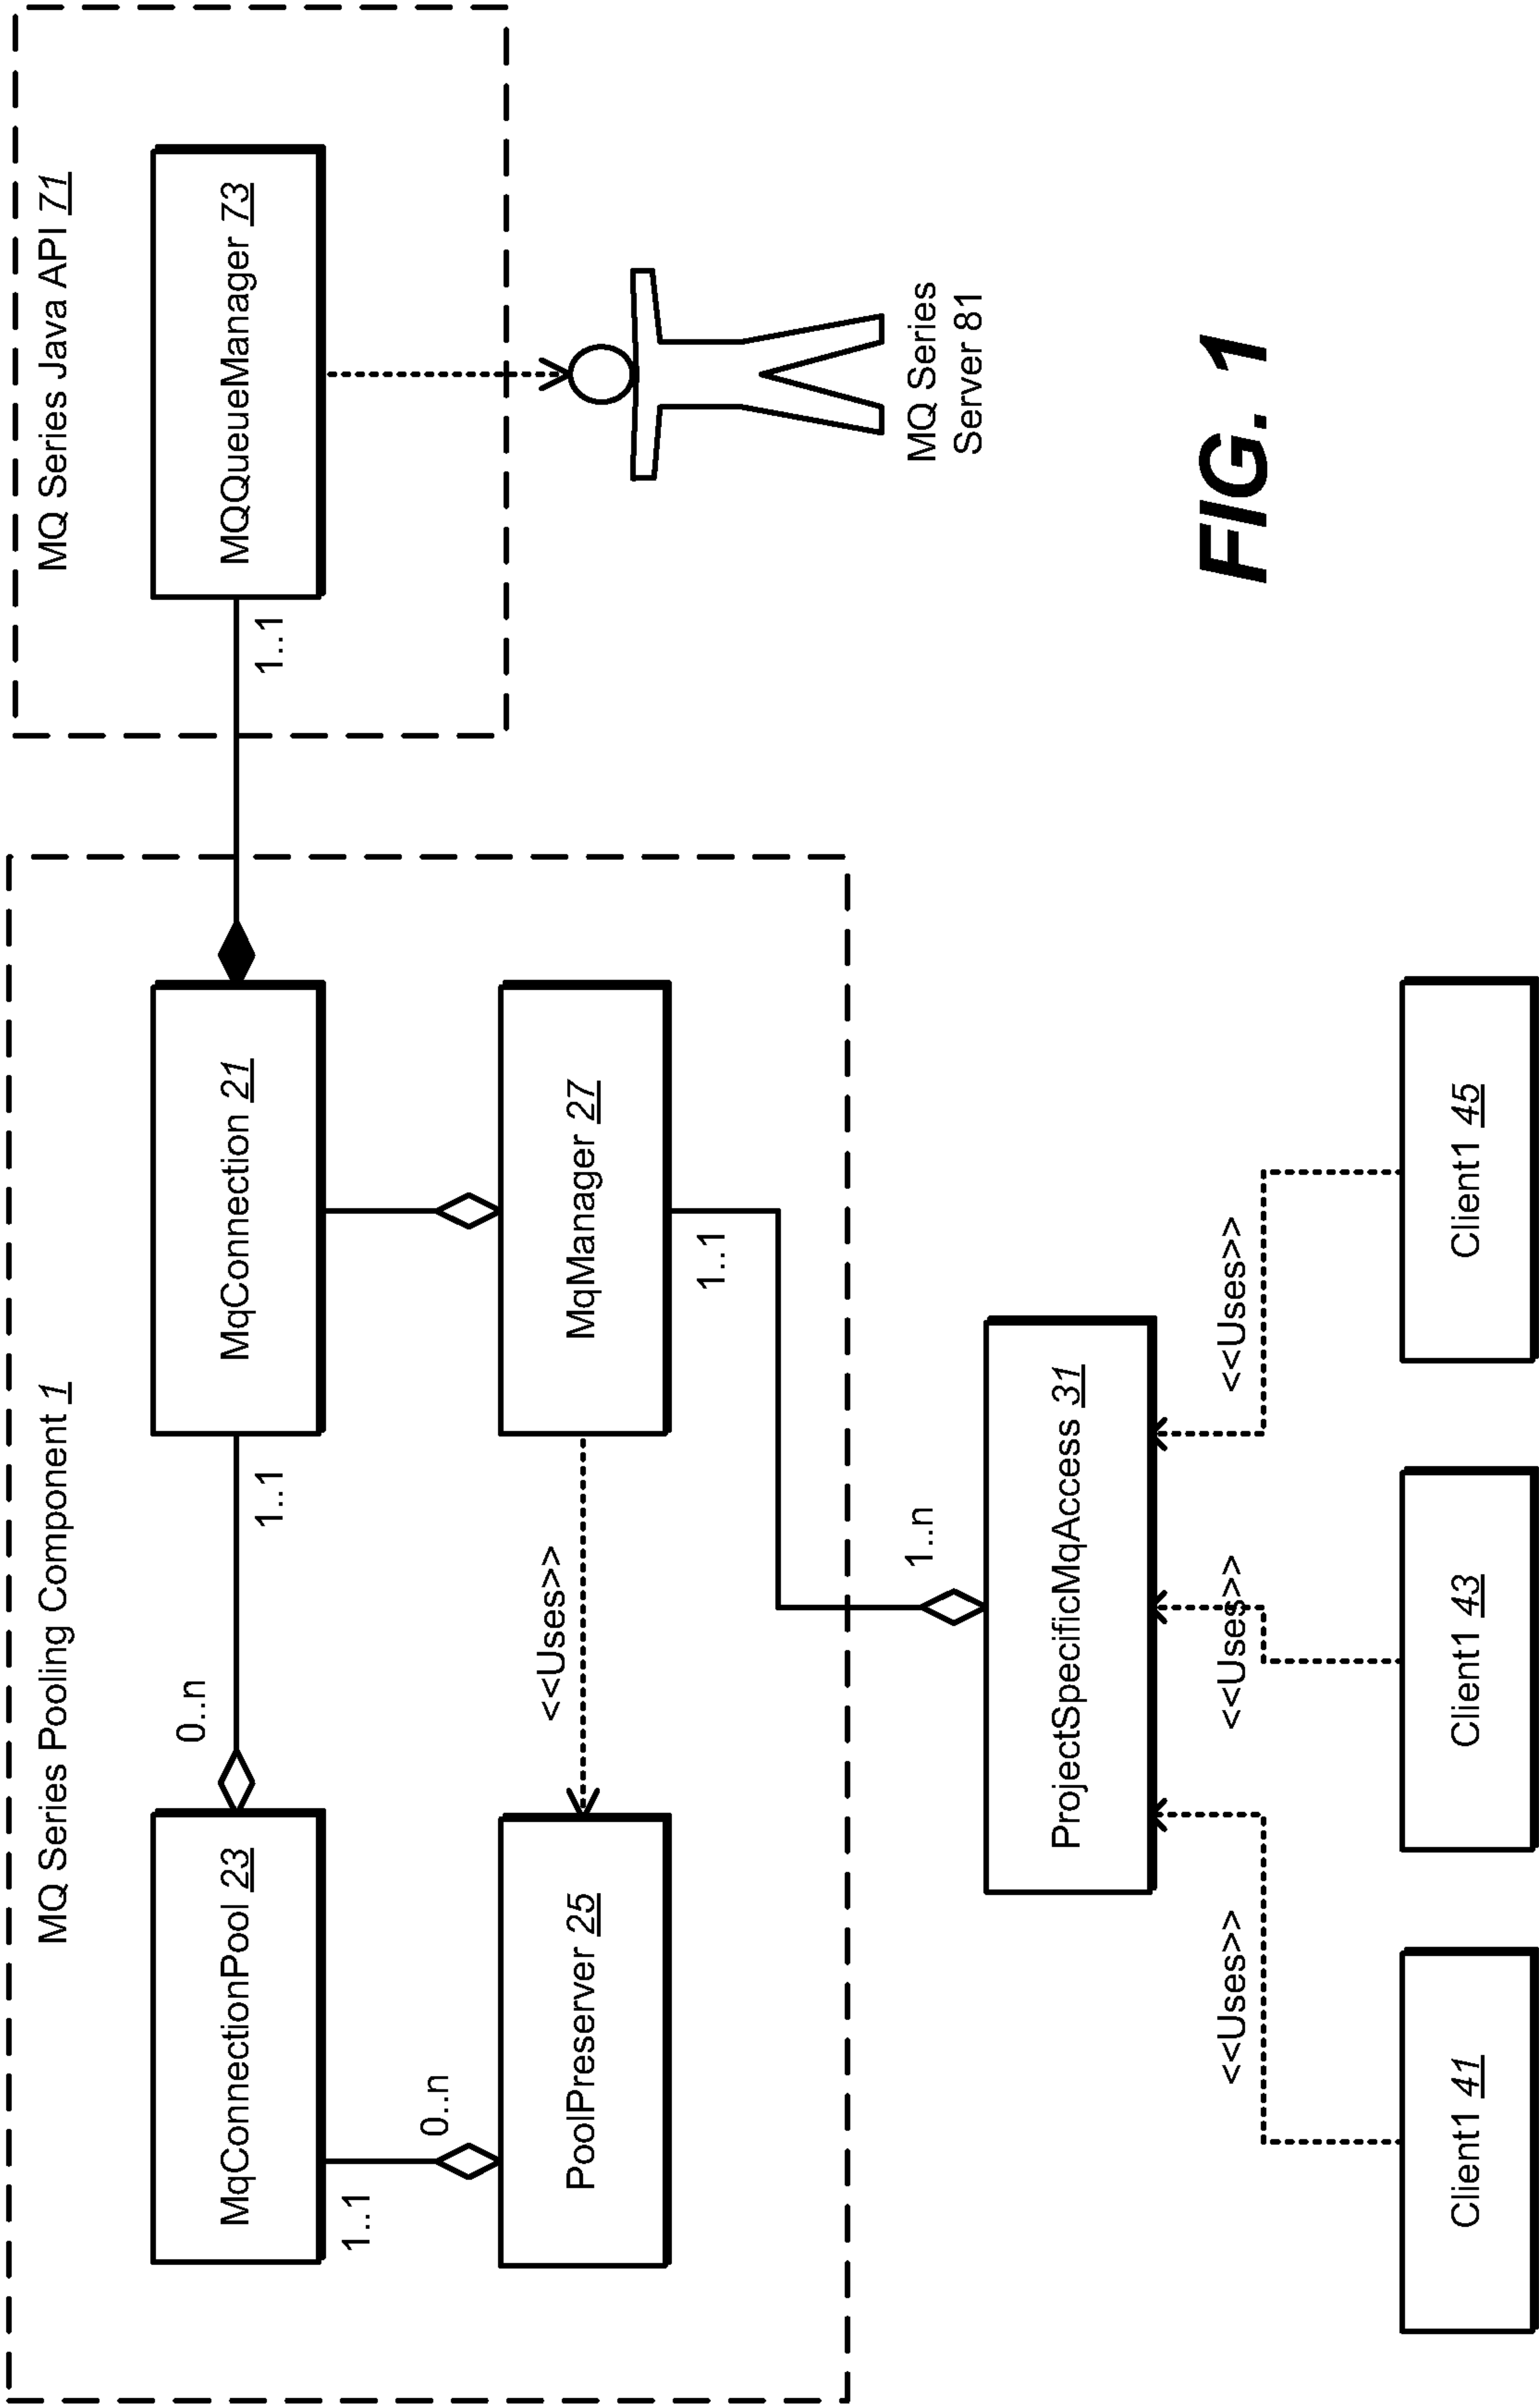 MQ Series Pooling Component 1
MQ Series Java API 71
MqConnectionPool 23
0..n
1..1
MqConnection 21
1..1
MQQueueManager 73
1..1
0..n
PoolPreserver 25
<<Uses>>
MqManager 27
1..1
MQ Series
Server 81
1..n
ProjectSpecificMqAccess 31
<<Uses>>
<<Uses>>
<<Uses>>
Client1 41
Client1 43
Client1 45
FIG. 1